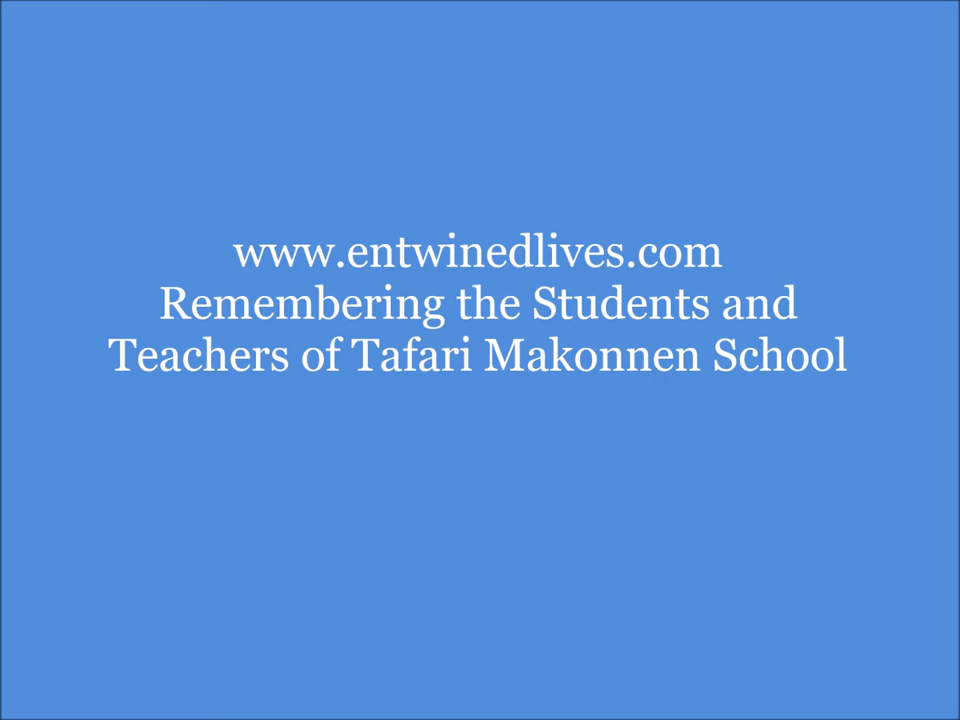 www.entwinedlives.com
Remembering the Students and
Teachers of Tafari Makonnen School